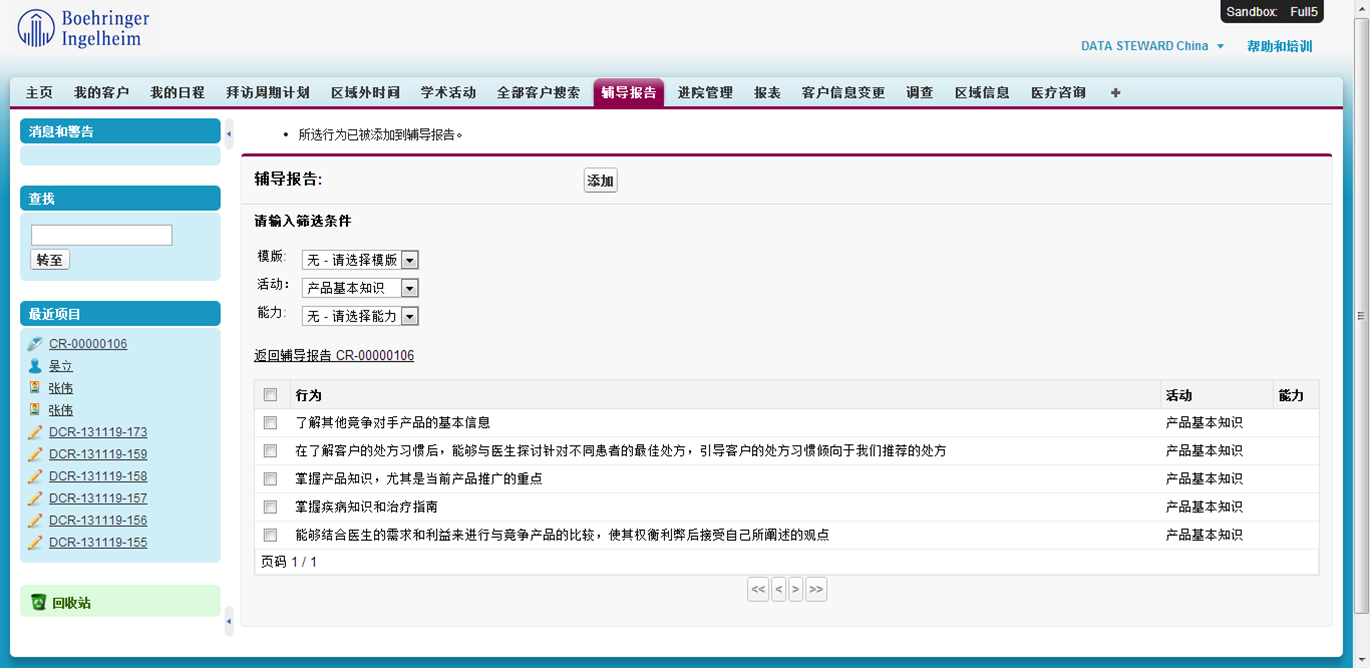 Boehringer
Ingelheim
Sandbox: Full5
DATA STEWARD China 帮助和培训
主页 我的客户 我的日程 拜访周期计划 区域外时间 学术活动 全部客户搜索 辅导报告 进院管理 报表 客户信息变更 调查 区域信息 医疗咨询 +
消息和警告
• 所选行为已被添加到辅导报告。
辅导报告: 添加
查找
请输入筛选条件
转至
模版: 无 - 请选择模版
活动: 产品基本知识
能力: 无 - 请选择能力
最近项目
CR-00000106
吴立
张伟
张伟
DCR-131119-173
DCR-131119-159
DCR-131119-158
DCR-131119-157
DCR-131119-156
DCR-131119-155
回收站
返回辅导报告 CR-00000106
行为 活动 能力
了解其他竞争对手产品的基本信息 产品基本知识
在了解客户的处方习惯后，能够与医生探讨针对不同患者的最佳处方，引导客户的处方习惯倾向于我们推荐的处方 产品基本知识
掌握产品知识，尤其是当前产品推广的重点 产品基本知识
掌握疾病知识和治疗指南 产品基本知识
能够结合医生的需求和利益来进行与竞争产品的比较，使其权衡利弊后接受自己所阐述的观点 产品基本知识
页码 1 / 1
<< < > >>